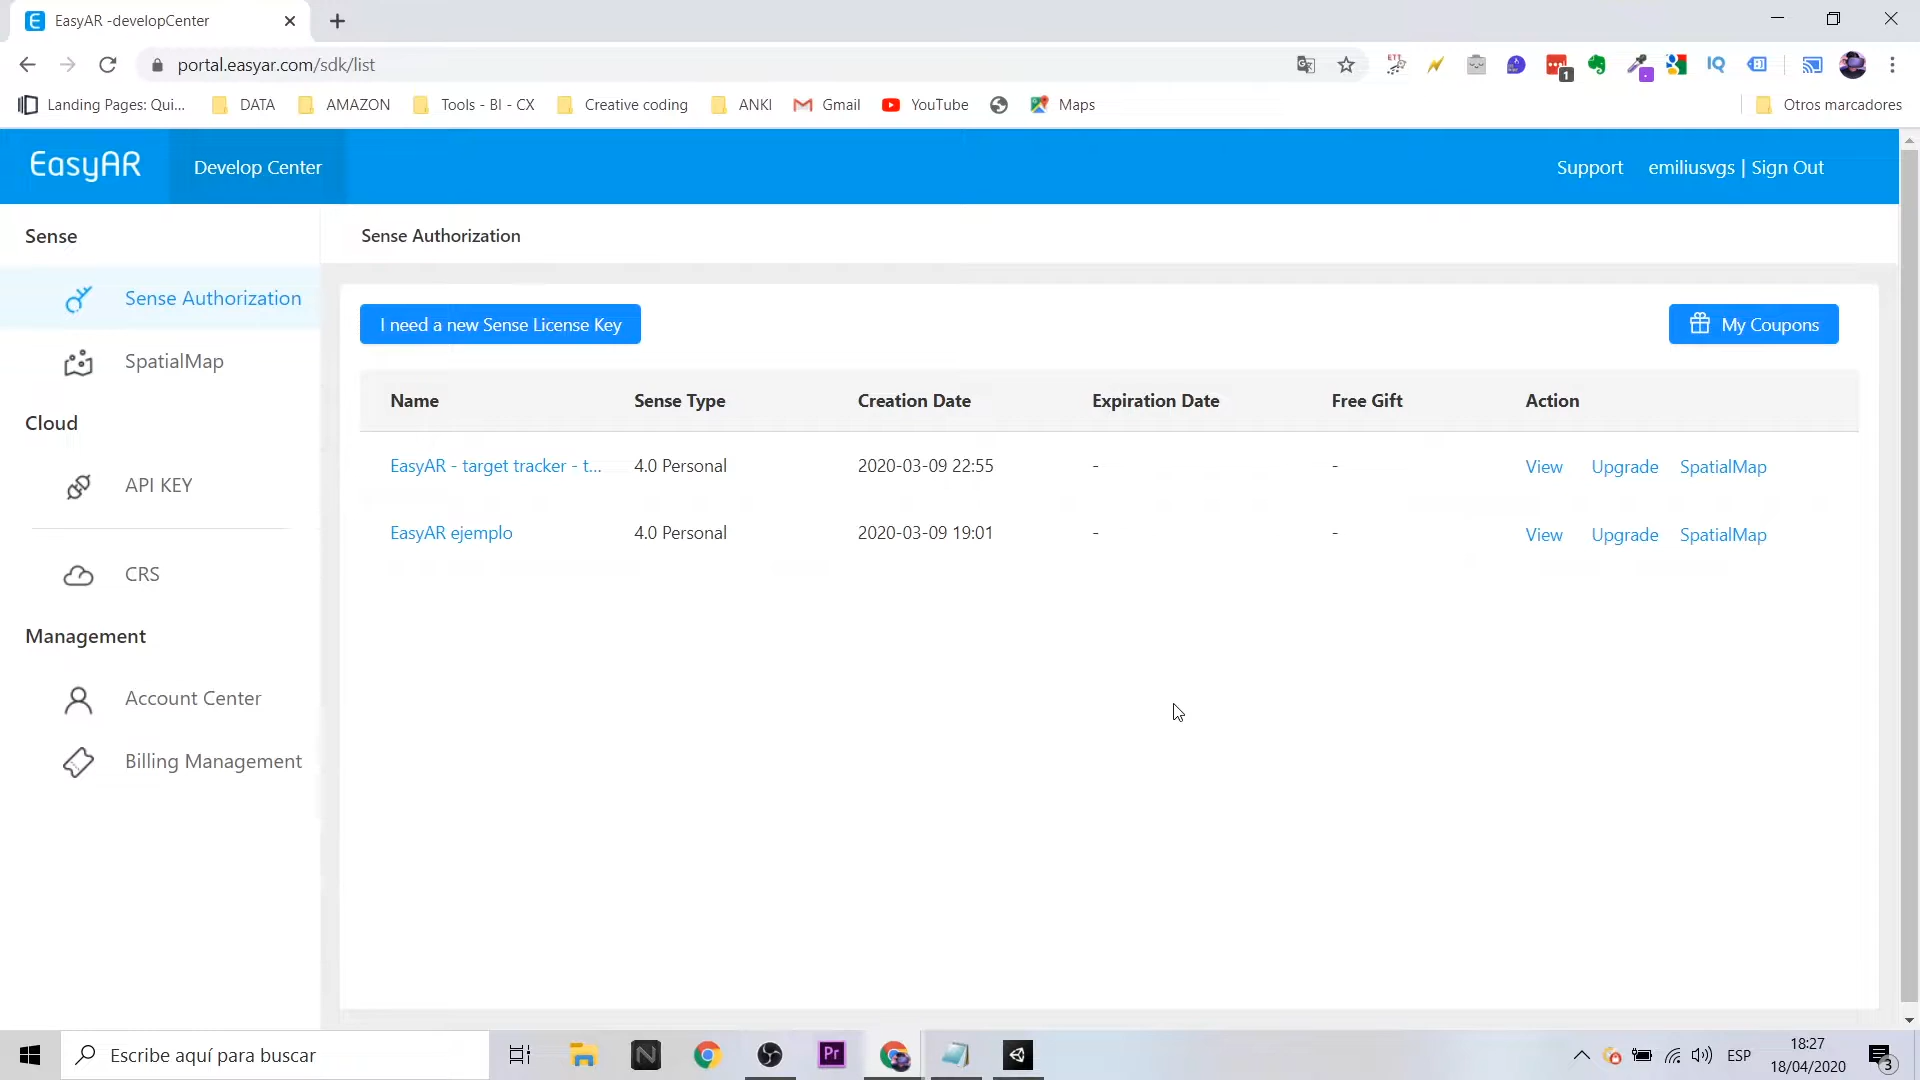 EasyAR -developCenter
portal.easyar.com/sdk/list
Landing Pages: Qui...
DATA
AMAZON
Tools - BI - CX
Creative coding
ANKI
Gmail
YouTube
Maps
Otros marcadores
EasyAR
Develop Center
Support
emiliusvgs | Sign Out
Sense
Sense Authorization
SpatialMap
Cloud
API KEY
CRS
Management
Account Center
Billing Management
Sense Authorization
I need a new Sense License Key
My Coupons
Name Sense Type Creation Date Expiration Date Free Gift Action
EasyAR - target tracker - t... 4.0 Personal 2020-03-09 22:55 - - View Upgrade SpatialMap
EasyAR ejemplo 4.0 Personal 2020-03-09 19:01 - - View Upgrade SpatialMap
Escribe aquí para buscar
Pr
ESP
18:27
18/04/2020
3